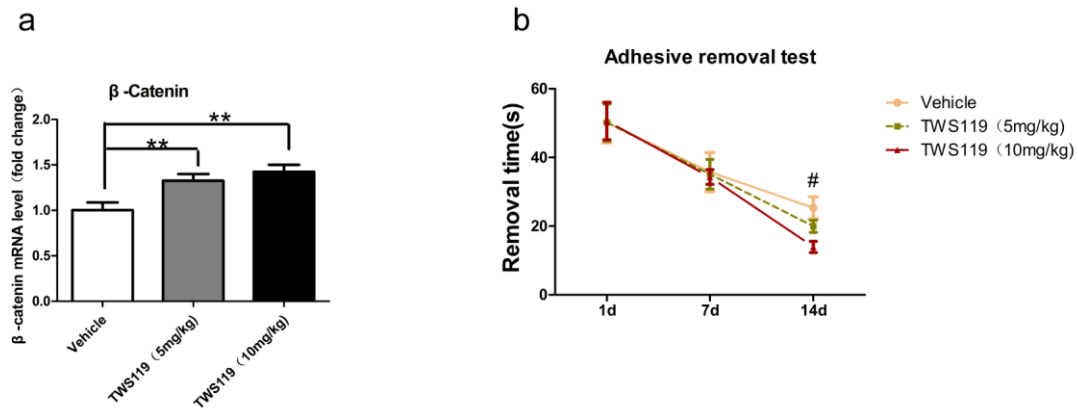 a
β -Catenin
β -catenin mRNA level（fold change）
2.0
1.5
1.0
0.5
0.0
**
**
Vehicle
TWS119（5mg/kg)
TWS119（10mg/kg)
b
Adhesive removal test
Removal time(s)
60
40
20
0
#
1d
7d
14d
Vehicle
TWS119（5mg/kg)
TWS119（10mg/kg)